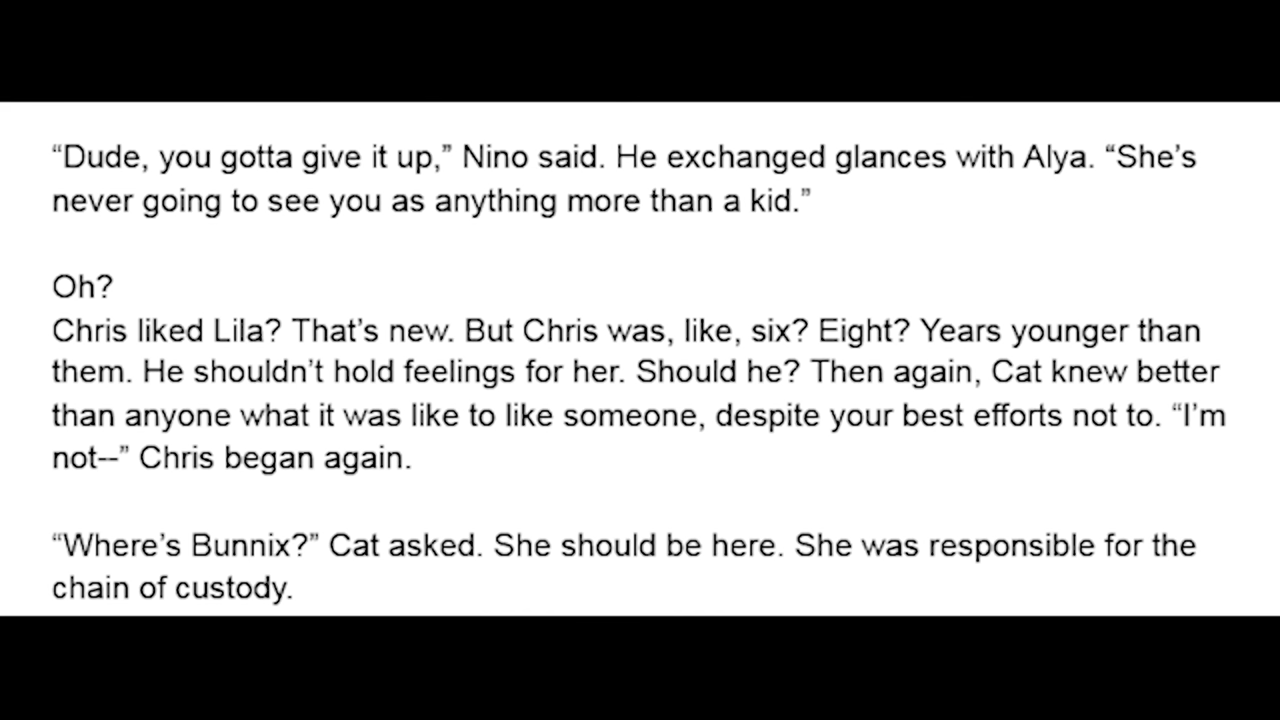 “Dude, you gotta give it up,” Nino said. He exchanged glances with Alya. “She’s
never going to see you as anything more than a kid.”
Oh?
Chris liked Lila? That’s new. But Chris was, like, six? Eight? Years younger than
them. He shouldn’t hold feelings for her. Should he? Then again, Cat knew better
than anyone what it was like to like someone, despite your best efforts not to. “I’m
not--” Chris began again.
“Where’s Bunnix?” Cat asked. She should be here. She was responsible for the
chain of custody.